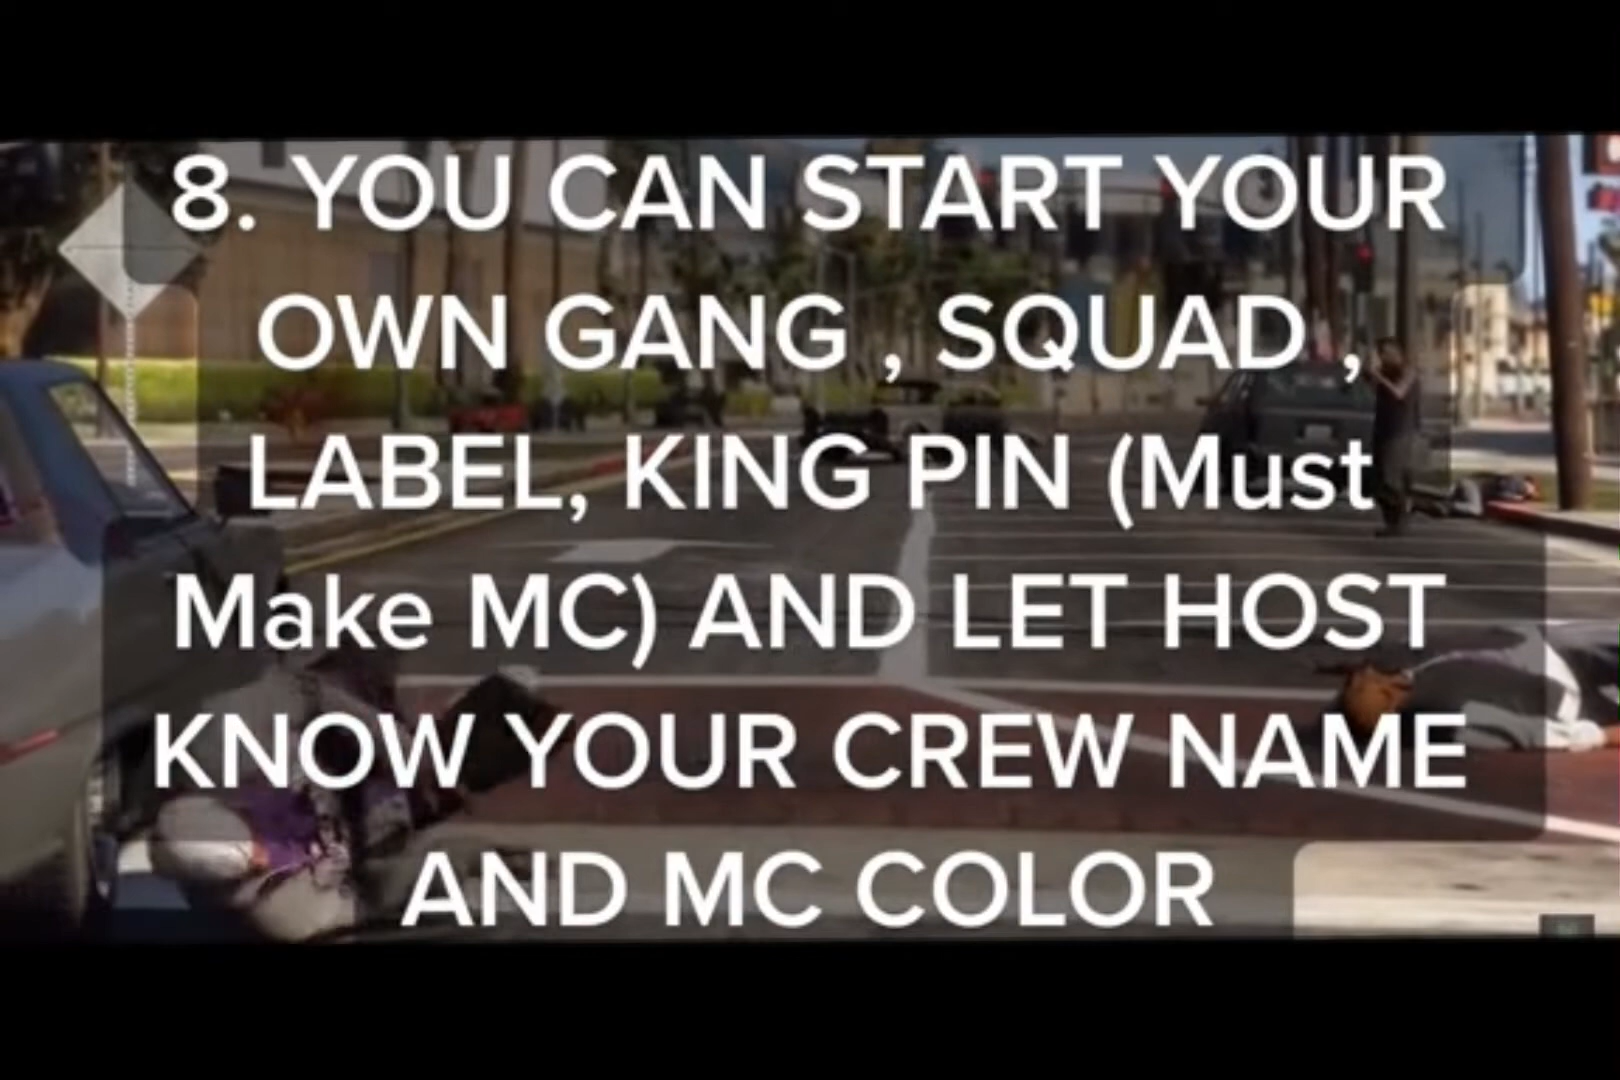 8. YOU CAN START YOUR
OWN GANG , SQUAD ,
LABEL, KING PIN (Must
Make MC) AND LET HOST
KNOW YOUR CREW NAME
AND MC COLOR